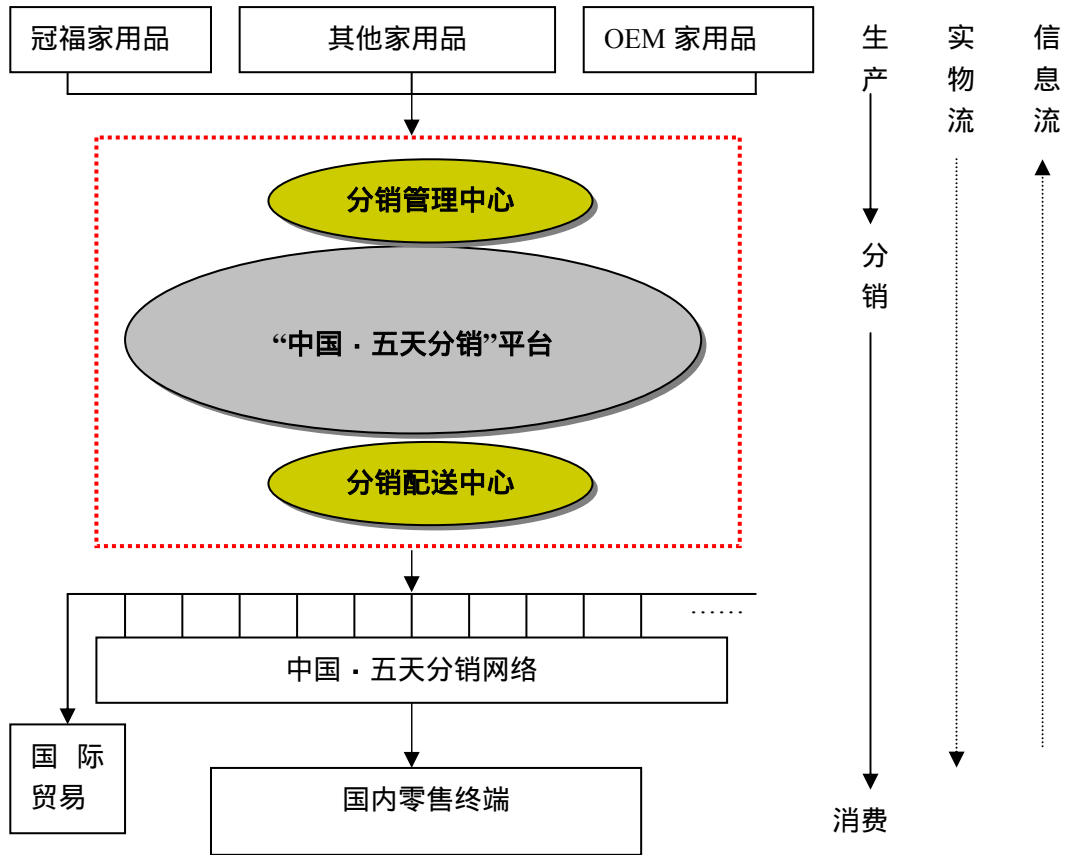 冠福家用品
其他家用品
OEM 家用品
分销管理中心
“中国·五天分销”平台
分销配送中心
……
中国·五天分销网络
国 际
贸易
国内零售终端
生
产
分
销
消费
实
物
流
信
息
流